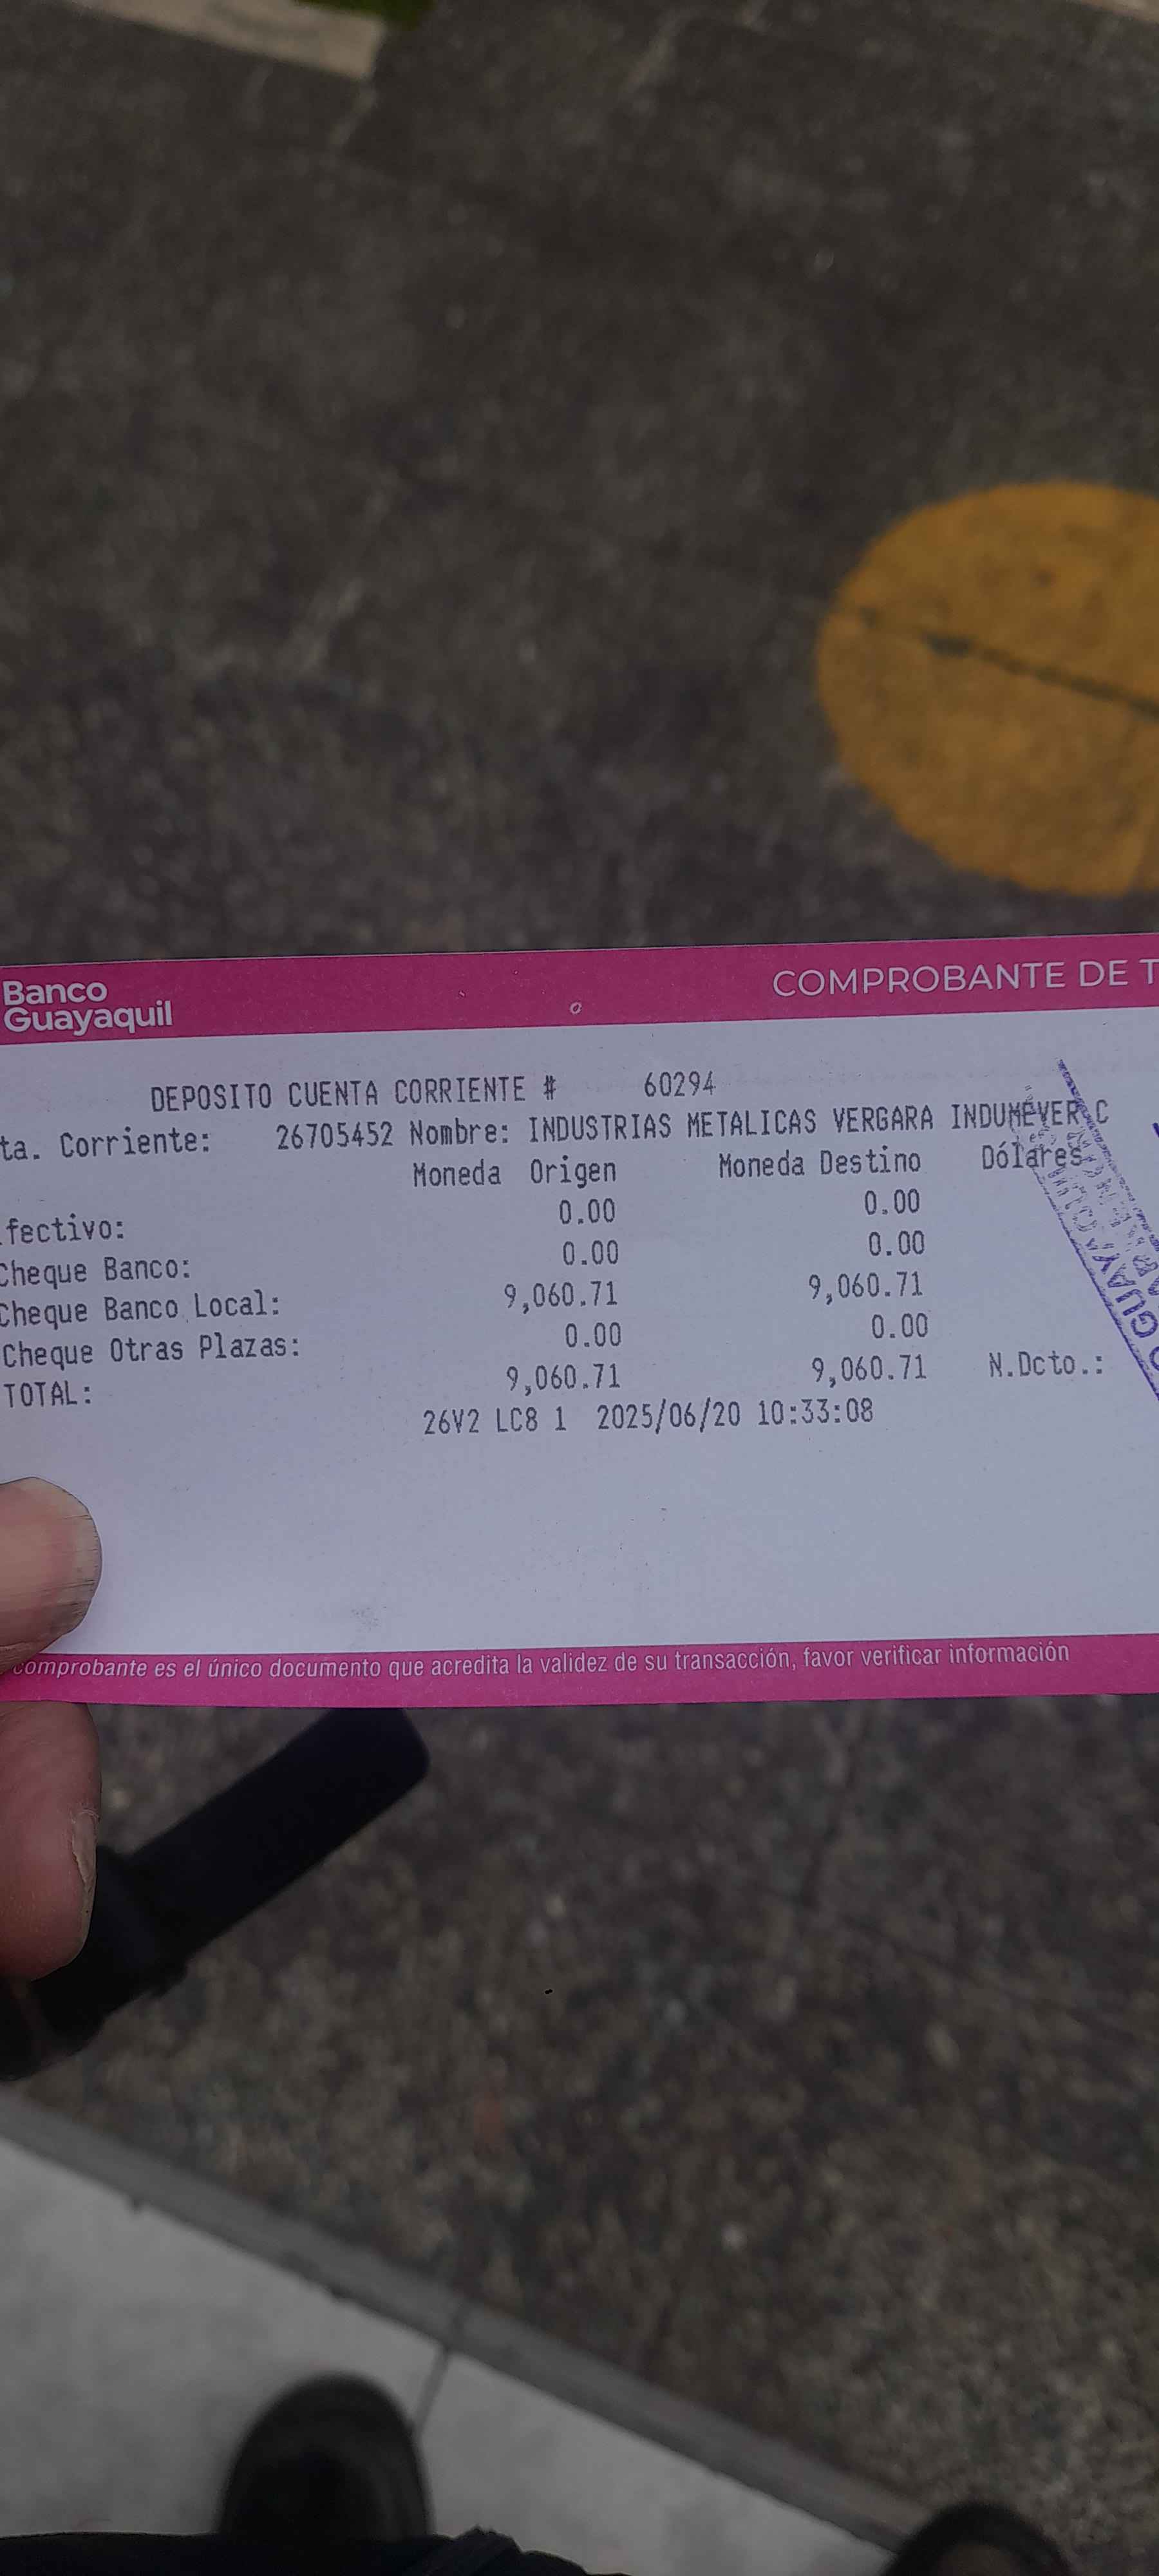 Banco
Guayaquil
COMPROBANTE DE T
DEPOSITO CUENTA CORRIENTE # 60294
ta. Corriente: 26705452 Nombre: INDUSTRIAS METALICAS VERGARA INDUMEVER C
Moneda Origen Moneda Destino Dólares
fectivo: 0.00 0.00
Cheque Banco: 0.00 0.00
Cheque Banco Local: 9,060.71 9,060.71
Cheque Otras Plazas: 0.00 0.00
TOTAL: 9,060.71 9,060.71 N.Dcto.:
26V2 LC8 1 2025/06/20 10:33:08
GUAYAQUIL
comprobante es el único documento que acredita la validez de su transacción, favor verificar información